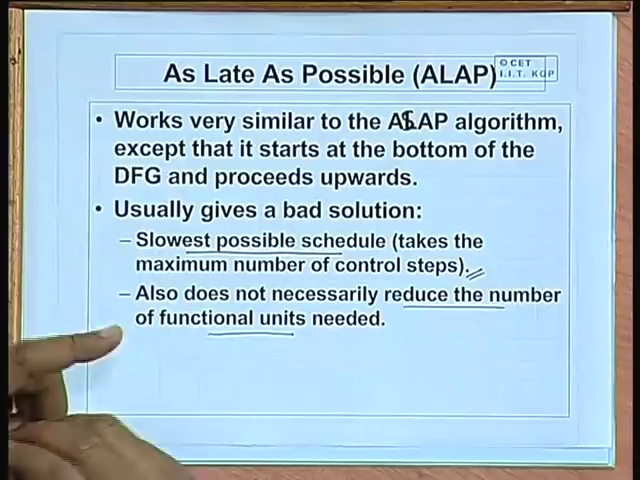 As Late As Possible (ALAP)
© CET
I.I.T. KGP
• Works very similar to the ASAP algorithm,
except that it starts at the bottom of the
DFG and proceeds upwards.
• Usually gives a bad solution:
– Slowest possible schedule (takes the
maximum number of control steps).
– Also does not necessarily reduce the number
of functional units needed.